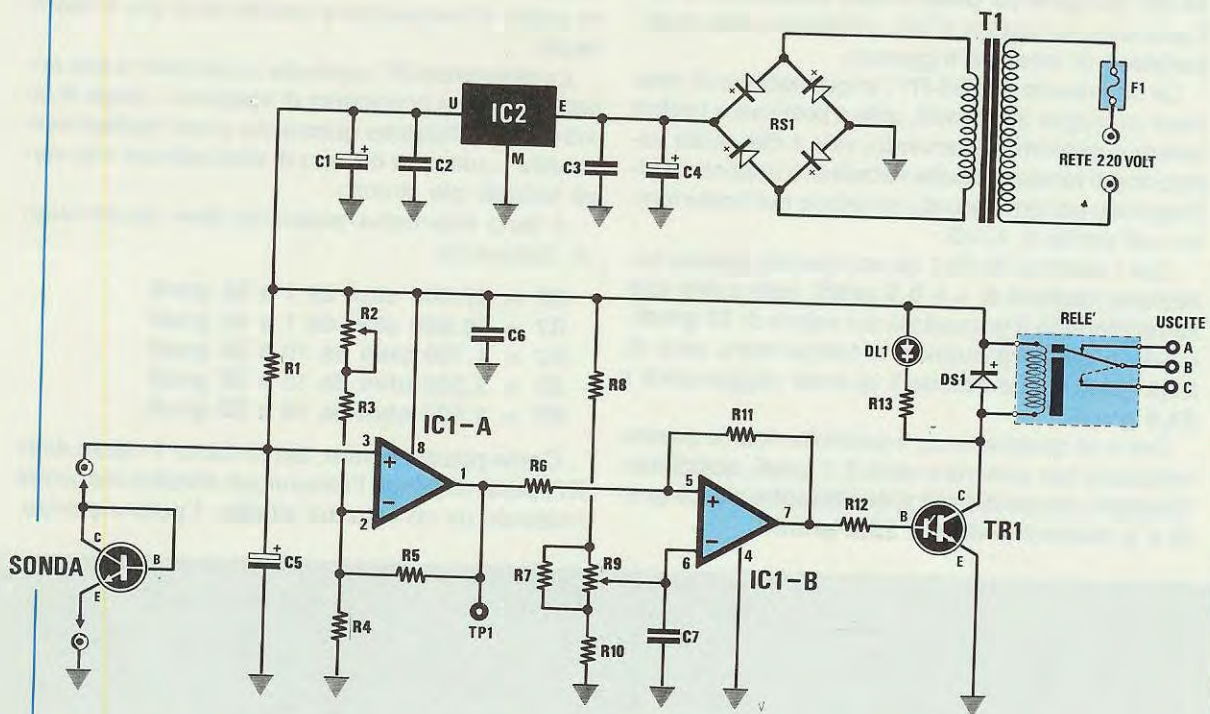 T1
F1
RETE 220 VOLT
RS1
U
IC2
E
M
C1
+
C2
C3
+
C4
R1
R2
R3
C6
R8
DL1
R13
DS1
+
RELE'
USCITE
A
B
C
IC1-A
3
+
8
1
-
2
R6
R11
5
+
7
-
6
4
IC1-B
R12
B
C
E
TR1
SONDA
C
B
E
+
C5
R4
R5
TP1
R7
R9
R10
C7